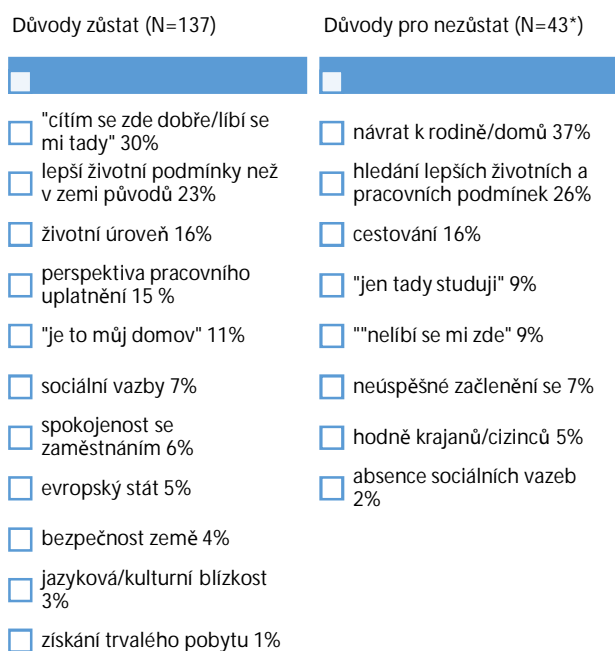 Důvody zůstat (N=137)
"cítím se zde dobře/líbí se
mi tady" 30%
lepší životní podmínky než
v zemi původů 23%
životní úroveň 16%
perspektiva pracovního
uplatnění 15 %
"je to můj domov" 11%
sociální vazby 7%
spokojenost se
zaměstnáním 6%
evropský stát 5%
bezpečnost země 4%
jazyková/kulturní blízkost
3%
získání trvalého pobytu 1%
Důvody pro nezůstat (N=43*)
návrat k rodině/domů 37%
hledání lepších životních a
pracovních podmínek 26%
cestování 16%
"jen tady studuji" 9%
""nelíbí se mi zde" 9%
neúspěšné začlenění se 7%
hodně krajanů/cizinců 5%
absence sociálních vazeb
2%